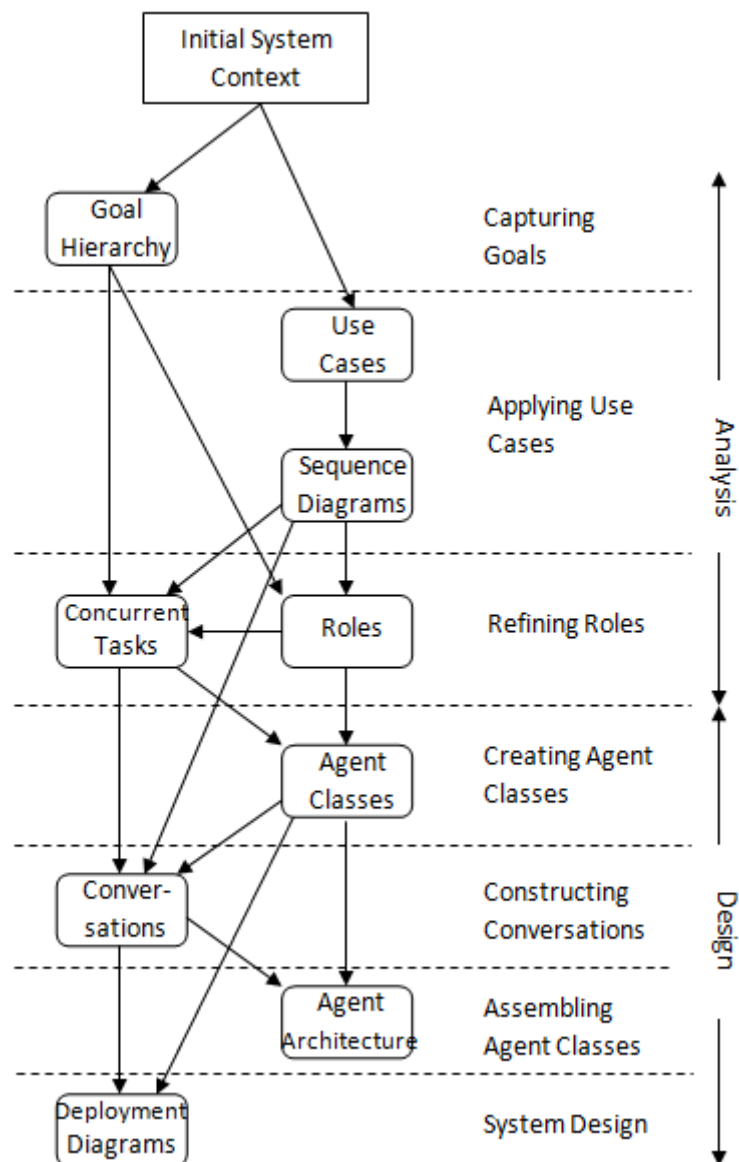 Initial System
Context
Goal
Hierarchy
Capturing
Goals
Use
Cases
Applying Use
Cases
Analysis
Sequence
Diagrams
Concurrent
Tasks
Roles
Refining Roles
Agent
Classes
Creating Agent
Classes
Conver-
sations
Constructing
Conversations
Design
Agent
Architecture
Assembling
Agent Classes
Deployment
Diagrams
System Design